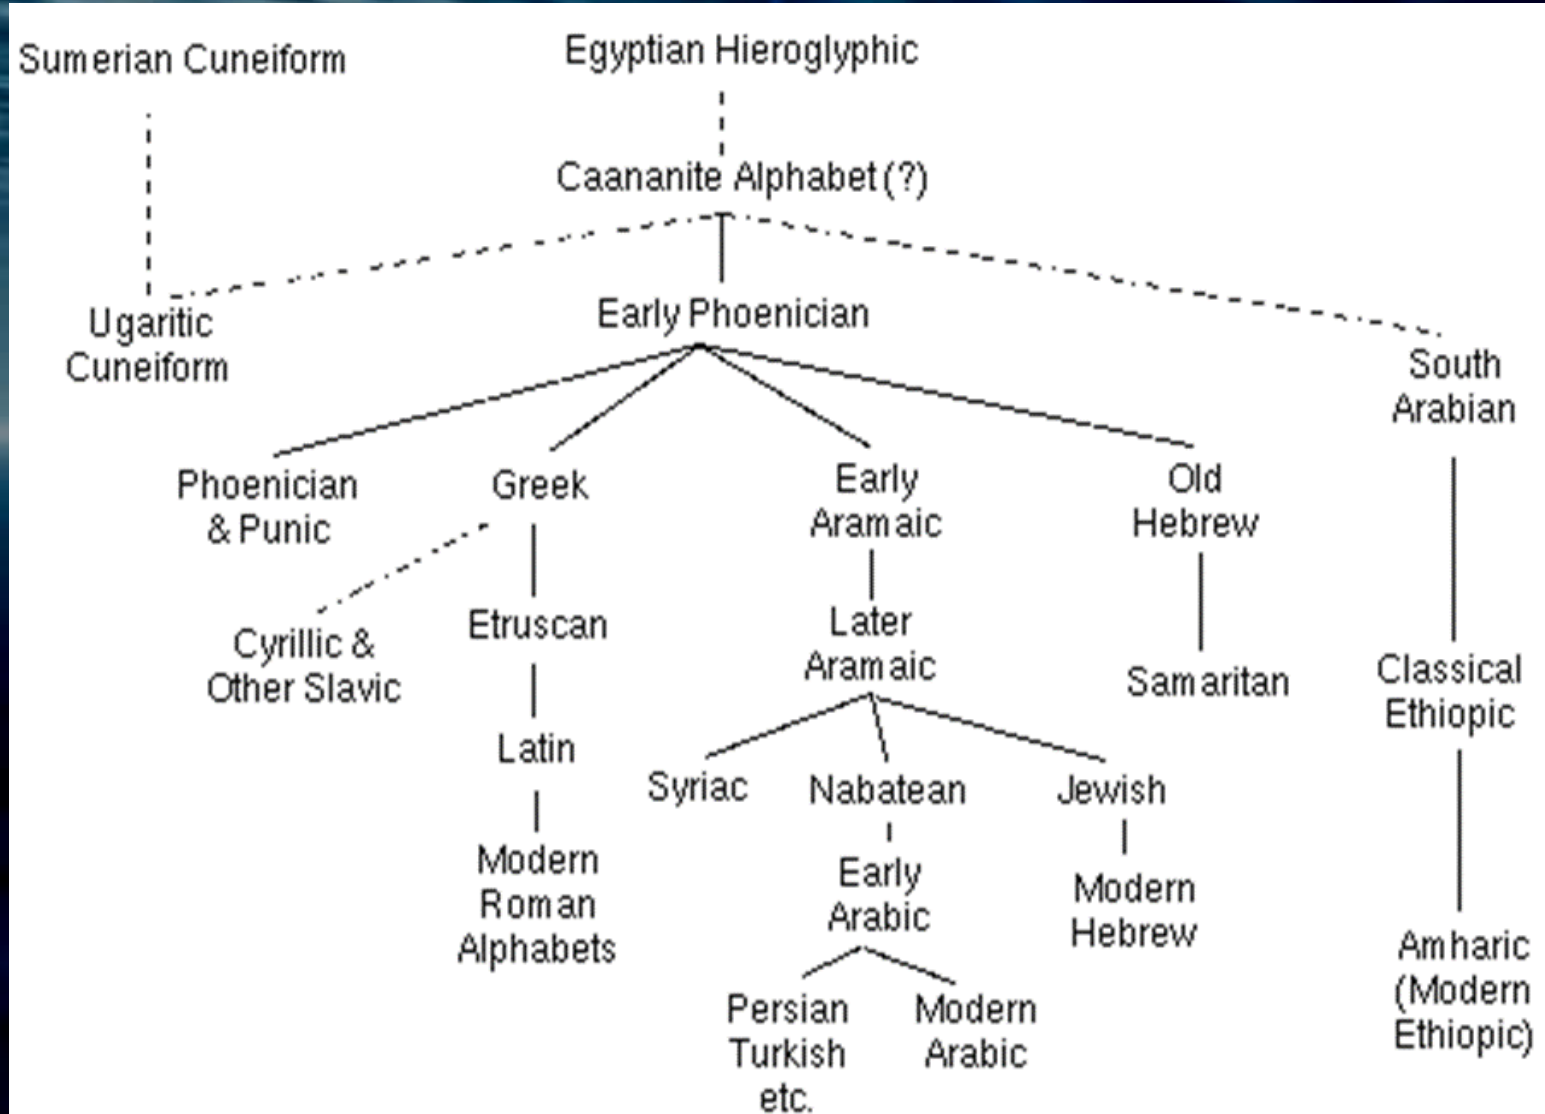 Sumerian Cuneiform
Egyptian Hieroglyphic
Caananite Alphabet (?)
Ugaritic
Cuneiform
Early Phoenician
South
Arabian
Phoenician
& Punic
Greek
Early
Aramaic
Old
Hebrew
Cyrillic &
Other Slavic
Etruscan
Later
Aramaic
Samaritan
Classical
Ethiopic
Latin
Syriac
Nabatean
Jewish
Modern
Roman
Alphabets
Early
Arabic
Modern
Hebrew
Amharic
(Modern
Ethiopic)
Persian
Turkish
etc.
Modern
Arabic